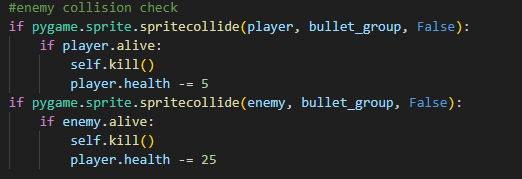 #enemy collision check
if pygame.sprite.spritecollide(player, bullet_group, False):
    if player.alive:
        self.kill()
        player.health -= 5
if pygame.sprite.spritecollide(enemy, bullet_group, False):
    if enemy.alive:
        self.kill()
        player.health -= 25